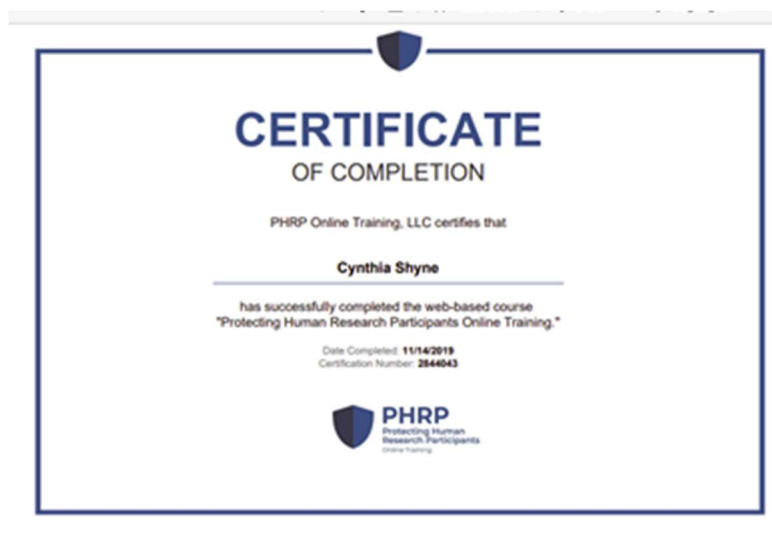 CERTIFICATE
OF COMPLETION
PHRP Online Training, LLC certifies that
Cynthia Shyne
has successfully completed the web-based course
"Protecting Human Research Participants Online Training."
Date Completed: 11/14/2019
Certification Number: 2844043
PHRP
Protecting Human
Research Participants
Online Training